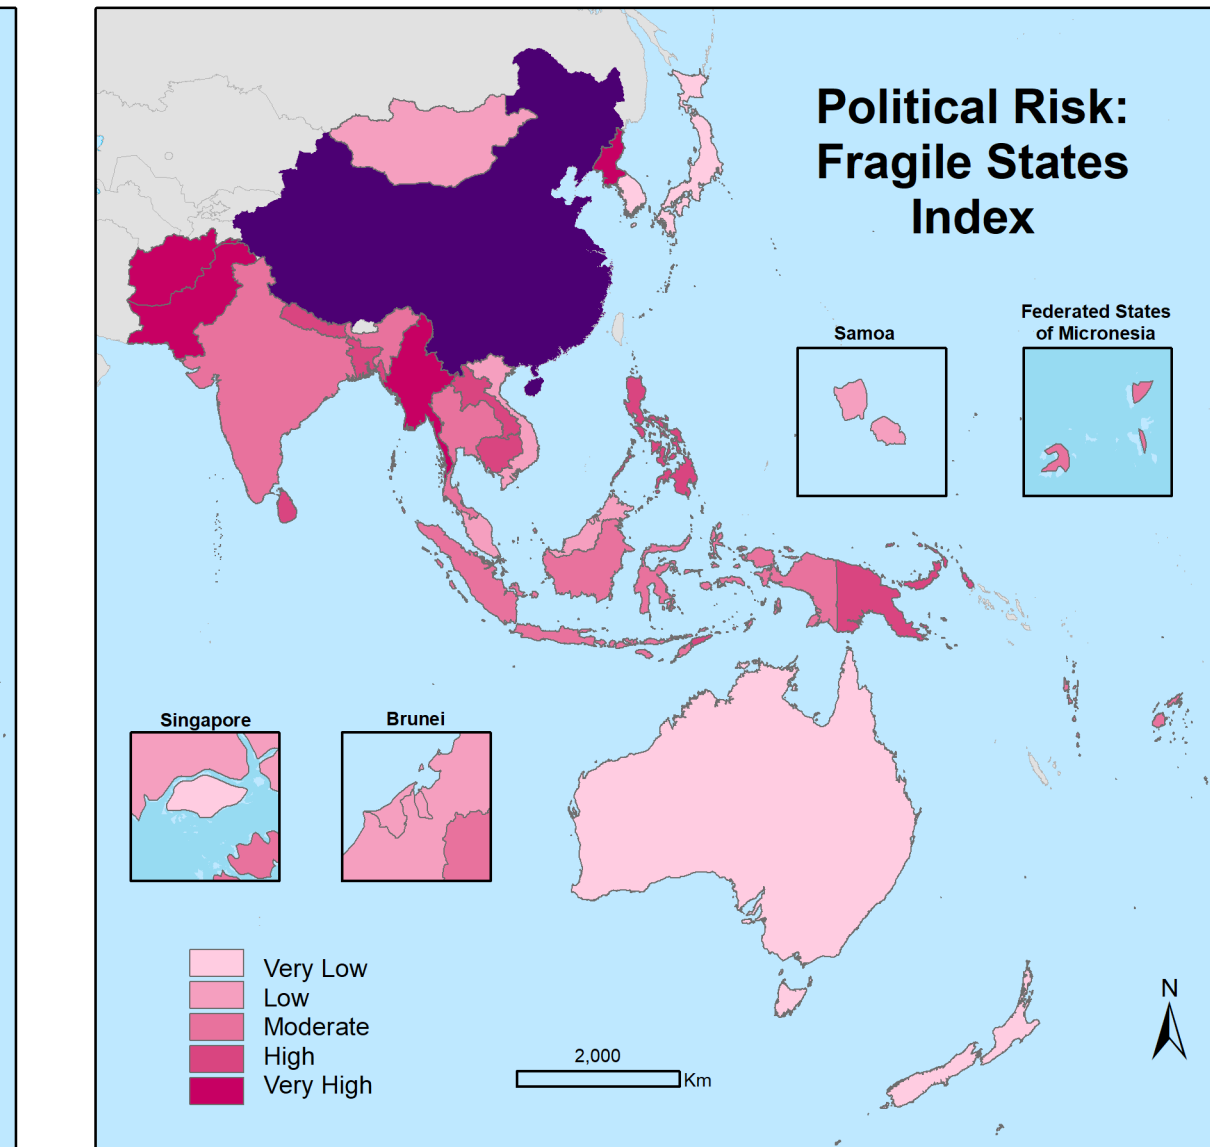 Political Risk:
Fragile States
Index
Federated States
of Micronesia
Samoa
Singapore
Brunei
Very Low
Low
Moderate
High
Very High
2,000
Km
N